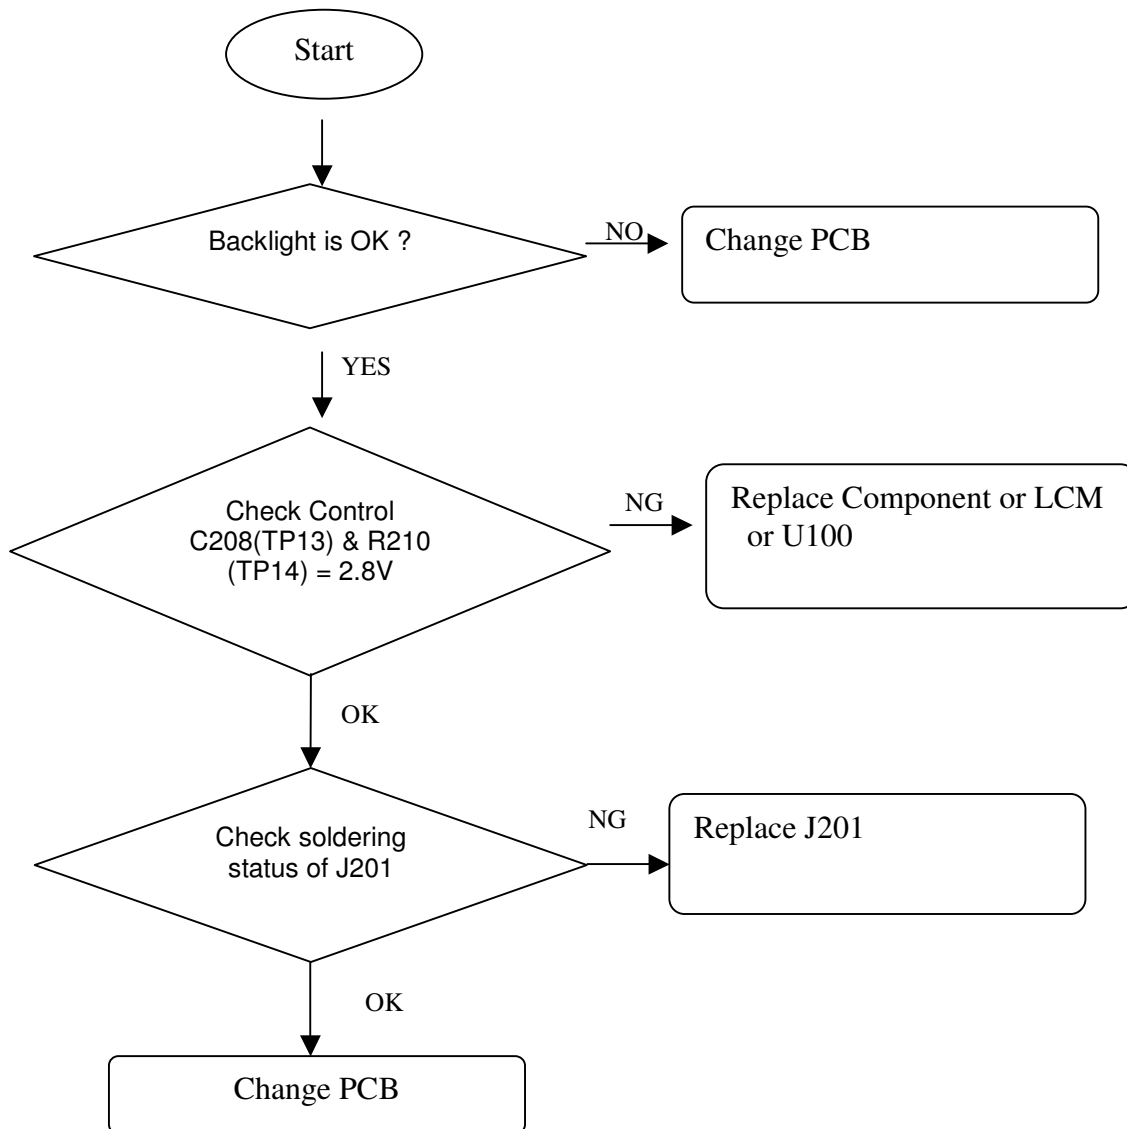 Start
Backlight is OK ?
NO
Change PCB
YES
Check Control
C208(TP13) & R210
(TP14) = 2.8V
NG
Replace Component or LCM
or U100
OK
Check soldering
status of J201
NG
Replace J201
OK
Change PCB